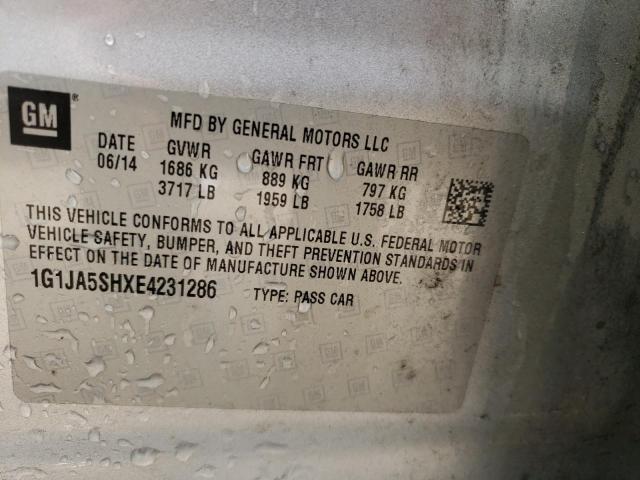 GM ®
MFD BY GENERAL MOTORS LLC
DATE GVWR GAWR FRT GAWR RR
06/14 1686 KG 889 KG 797 KG
3717 LB 1959 LB 1758 LB
THIS VEHICLE CONFORMS TO ALL APPLICABLE U.S. FEDERAL MOTOR
VEHICLE SAFETY, BUMPER, AND THEFT PREVENTION STANDARDS IN
EFFECT ON THE DATE OF MANUFACTURE SHOWN ABOVE.
1G1JA5SHXE4231286 TYPE: PASS CAR